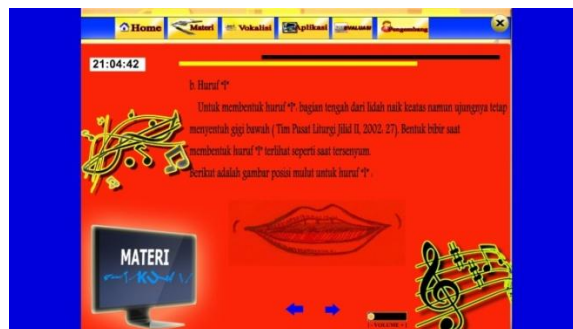 Home Materi Vokalisi Aplikasi EVALUASI Pengembang
21:04:42
b. Huruf "I"
Untuk membentuk huruf "I", bagian tengah dari lidah naik keatas namun ujungnya tetap
menyentuh gigi bawah ( Tim Pusat Liturgi Jilid II, 2002. 27). Bentuk bibir saat
membentuk huruf "I" terlihat seperti saat tersenyum.
Berikut adalah gambar posisi mulut untuk huruf "I" .
MATERI
VOLUME